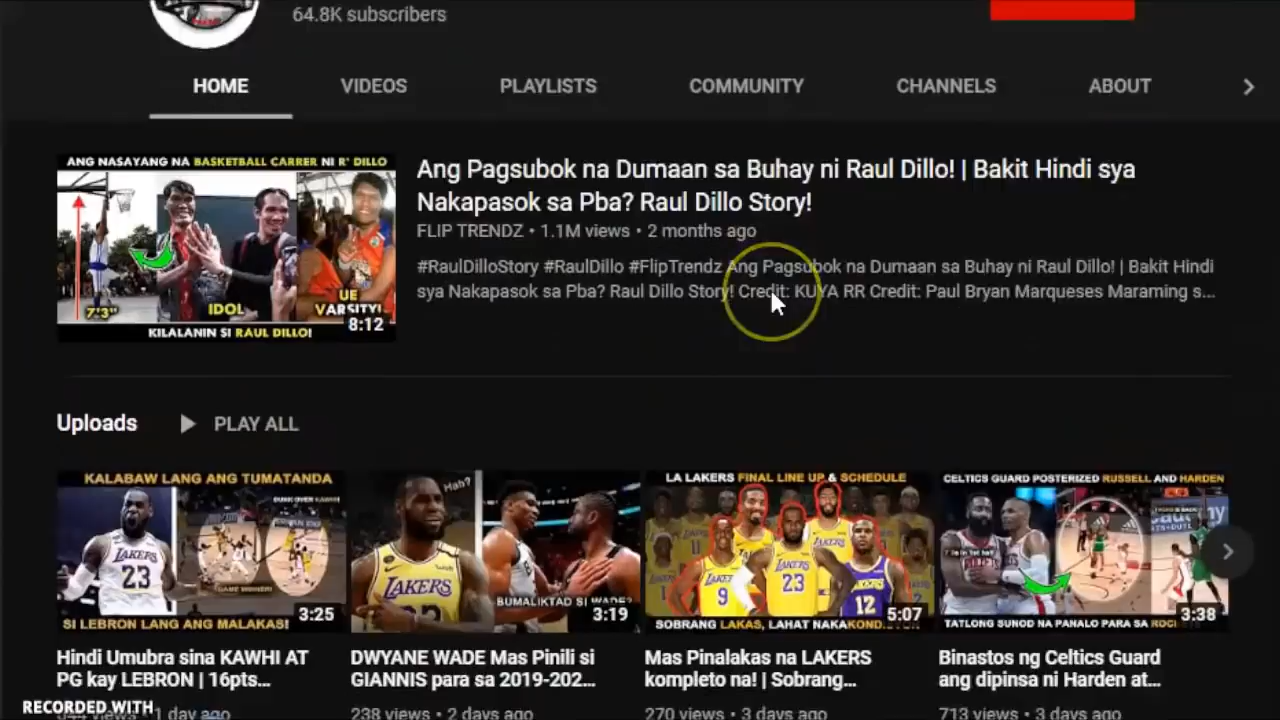 64.8K subscribers
HOME VIDEOS PLAYLISTS COMMUNITY CHANNELS ABOUT
ANG NASAYANG NA BASKETBALL CARRER NI R' DILLO
7'3"
IDOL
UE
VARSITY!
8:12
KILALANIN SI RAUL DILLO!
Ang Pagsubok na Dumaan sa Buhay ni Raul Dillo! | Bakit Hindi sya
Nakapasok sa Pba? Raul Dillo Story!
FLIP TRENDZ • 1.1M views • 2 months ago
#RaulDilloStory #RaulDillo #FlipTrendz Ang Pagsubok na Dumaan sa Buhay ni Raul Dillo! | Bakit Hindi
sya Nakapasok sa Pba? Raul Dillo Story! Credit: KUYA RR Credit: Paul Bryan Marqueses Maraming s...
Uploads PLAY ALL
KALABAW LANG ANG TUMATANDA
LAKERS
23
3:25
SI LEBRON LANG ANG MALAKAS!
Hah?
LAKERS
BUMALIKTAD SI WADE?
3:19
LA LAKERS FINAL LINE UP & SCHEDULE
LAKERS
9
LAKERS
23
12
5:07
SOBRANG LAKAS, LAHAT NAKAKOND
CELTICS GUARD POSTERIZED RUSSELL AND HARDEN
3:38
TATLONG SUNOD NA PANALO PARA SA
Hindi Umubra sina KAWHI AT
PG kay LEBRON | 16pts...
DWYANE WADE Mas Pinili si
GIANNIS para sa 2019-202...
238 views • 2 days ago
Mas Pinalakas na LAKERS
kompleto na! | Sobrang...
270 views • 3 days ago
Binastos ng Celtics Guard
ang dipinsa ni Harden at...
713 views • 3 days ago
views • 1 day ago
RECORDED WITH